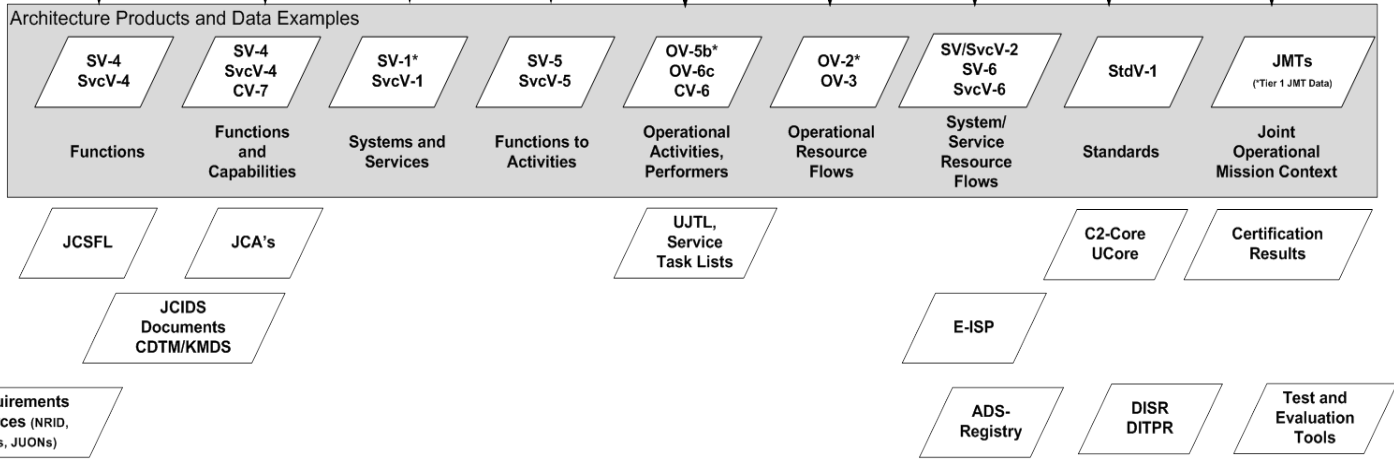 Architecture Products and Data Examples
SV-4
SvcV-4
Functions
SV-4
SvcV-4
CV-7
Functions
and
Capabilities
SV-1*
SvcV-1
Systems and
Services
SV-5
SvcV-5
Functions to
Activities
OV-5b*
OV-6c
CV-6
Operational
Activities,
Performers
OV-2*
OV-3
Operational
Resource
Flows
SV/SvcV-2
SV-6
SvcV-6
System/
Service
Resource
Flows
StdV-1
Standards
JMTs
(*Tier 1 JMT Data)
Joint
Operational
Mission Context
JCSFL
JCA's
UJTL,
Service
Task Lists
C2-Core
UCore
Certification
Results
JCIDS
Documents
CDTM/KMDS
E-ISP
uirements
rces (NRID,
s, JUONs)
ADS-
Registry
DISR
DITPR
Test and
Evaluation
Tools